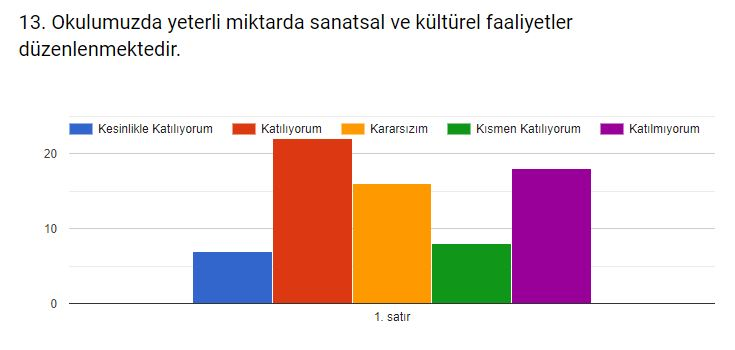 13. Okulumuzda yeterli miktarda sanatsal ve kültürel faaliyetler
düzenlenmektedir.
Kesinlikle Katılıyorum Katılıyorum Kararsızım Kısmen Katılıyorum Katılmıyorum
20
10
0
1. satır